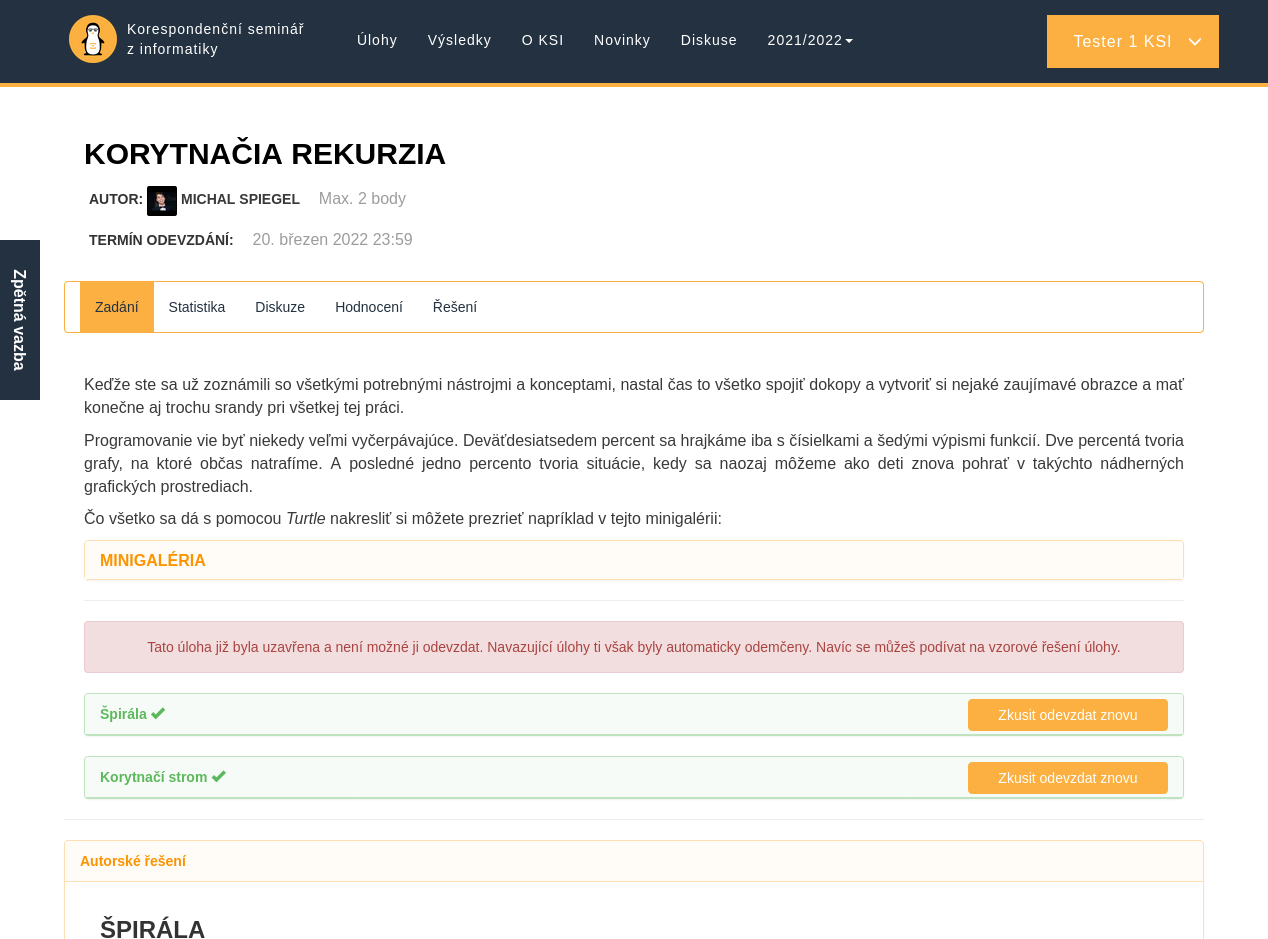 Korespondenční seminář
z informatiky
Úlohy
Výsledky
O KSI
Novinky
Diskuse
2021/2022
Tester 1 KSI
KORYTNAČIA REKURZIA
AUTOR: MICHAL SPIEGEL Max. 2 body
TERMÍN ODEVZDÁNÍ: 20. březen 2022 23:59
Zpětná vazba
Zadání
Statistika
Diskuze
Hodnocení
Řešení
Keďže ste sa už zoznámili so všetkými potrebnými nástrojmi a konceptami, nastal čas to všetko spojiť dokopy a vytvoriť si nejaké zaujímavé obrazce a mať
konečne aj trochu srandy pri všetkej tej práci.
Programovanie vie byť niekedy veľmi vyčerpávajúce. Deväťdesiatsedem percent sa hrajkáme iba s čísielkami a šedými výpismi funkcií. Dve percentá tvoria
grafy, na ktoré občas natrafíme. A posledné jedno percento tvoria situácie, kedy sa naozaj môžeme ako deti znova pohrať v takýchto nádherných
grafických prostrediach.
Čo všetko sa dá s pomocou Turtle nakresliť si môžete prezrieť napríklad v tejto minigalérii:
MINIGALÉRIA
Tato úloha již byla uzavřena a není možné ji odevzdat. Navazující úlohy ti však byly automaticky odemčeny. Navíc se můžeš podívat na vzorové řešení úlohy.
Špirála
Zkusit odevzdat znovu
Korytnačí strom
Zkusit odevzdat znovu
Autorské řešení
ŠPIRÁLA